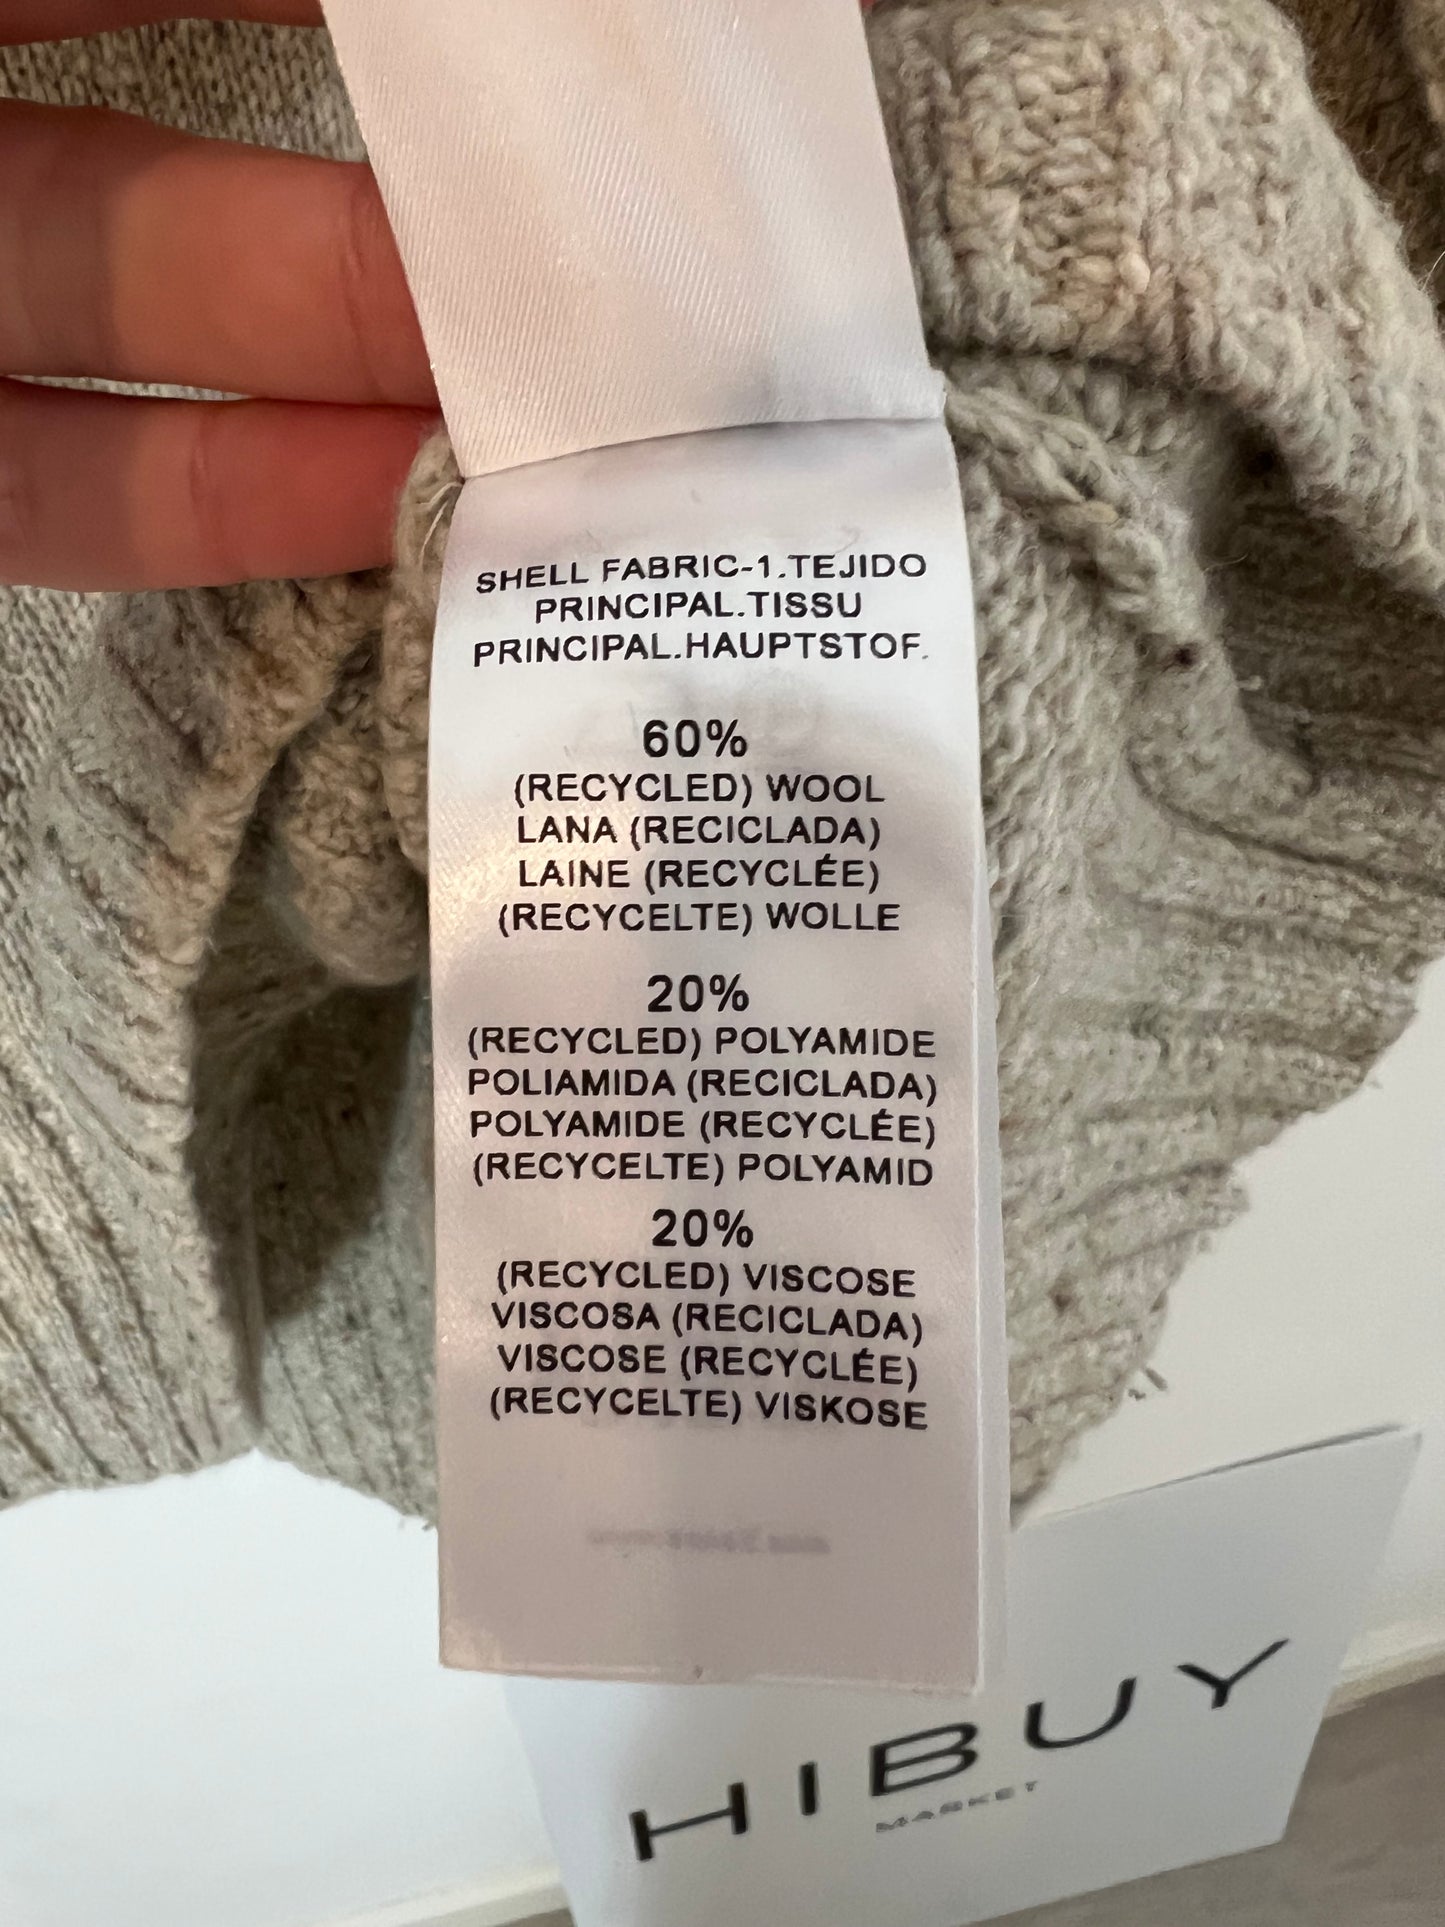 SHELL FABRIC-1.TEJIDO
PRINCIPAL.TISSU
PRINCIPAL.HAUPTSTOF.
60%
(RECYCLED) WOOL
LANA (RECICLADA)
LAINE (RECYCLÉE)
(RECYCELTE) WOLLE
20%
(RECYCLED) POLYAMIDE
POLIAMIDA (RECICLADA)
POLYAMIDE (RECYCLÉE)
(RECYCELTE) POLYAMID
20%
(RECYCLED) VISCOSE
VISCOSA (RECICLADA)
VISCOSE (RECYCLÉE)
(RECYCELTE) VISKOSE
HIBUY
MARKET